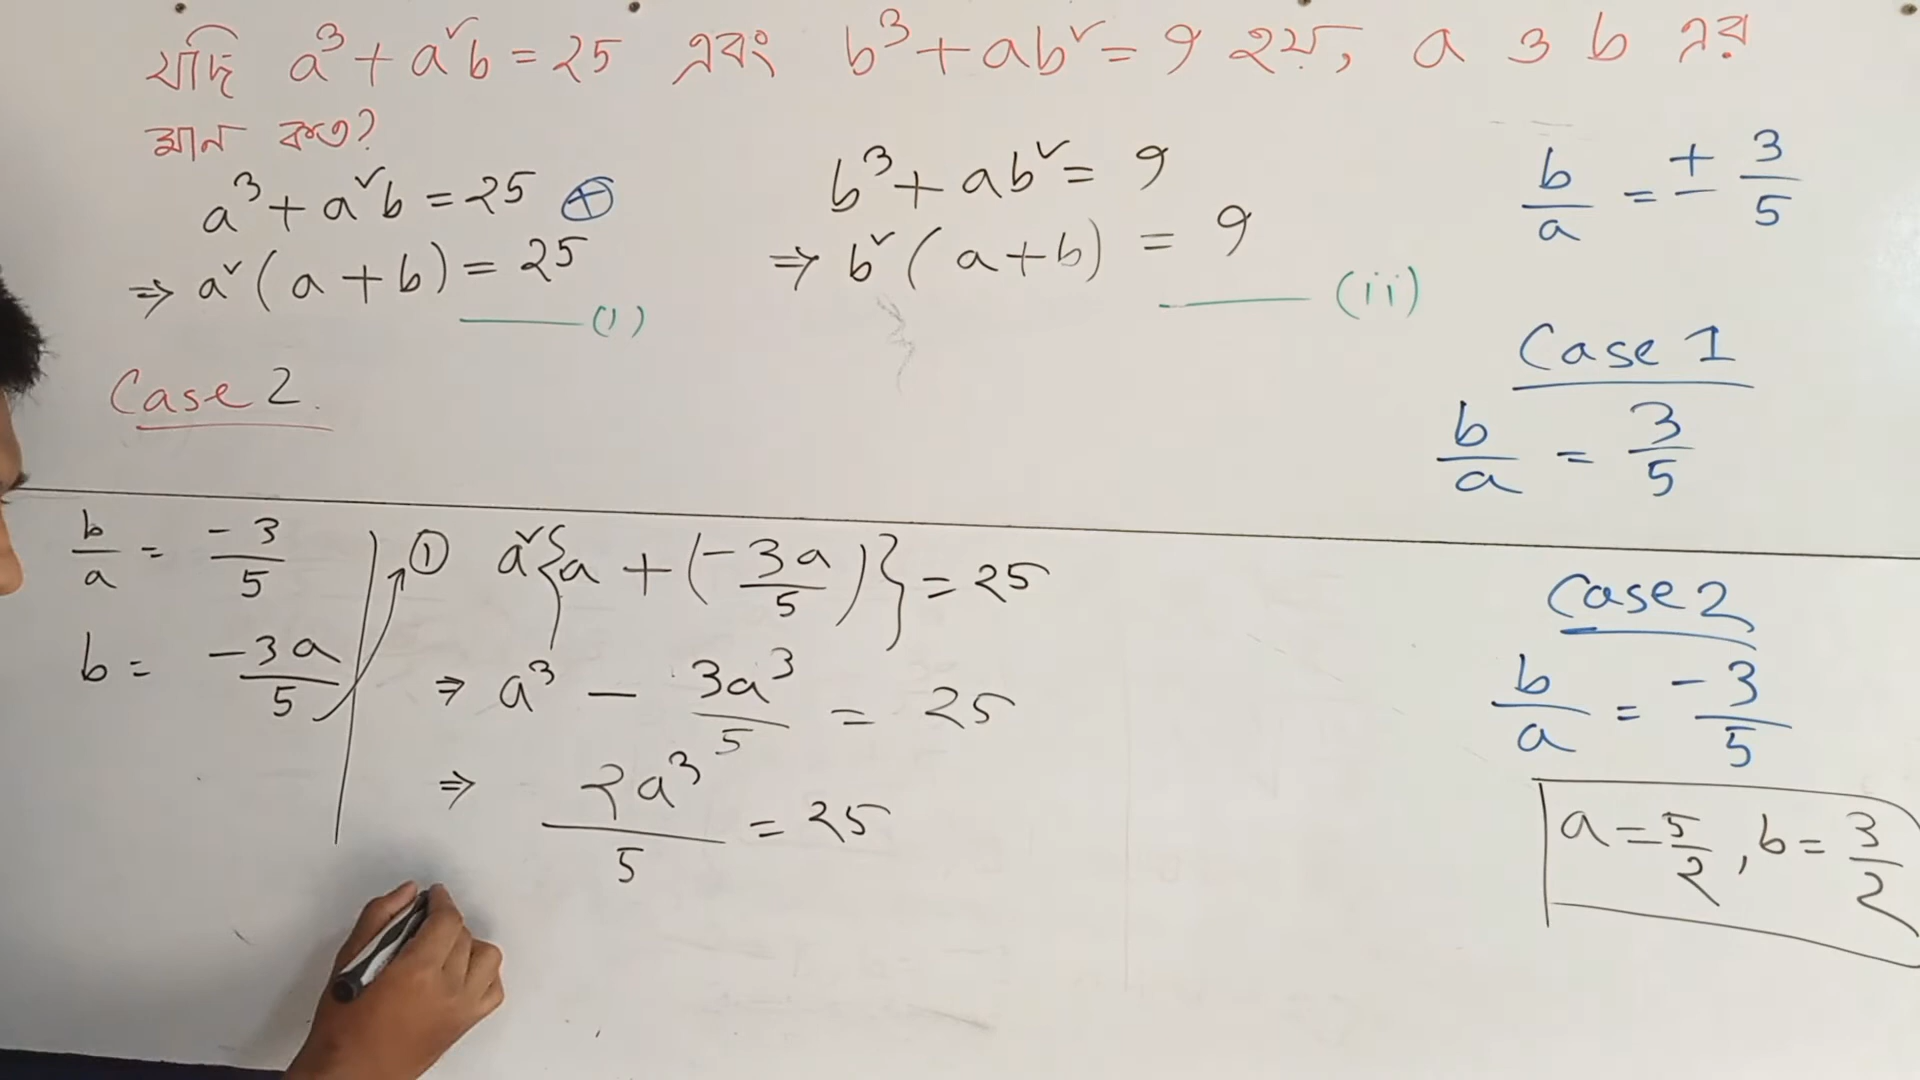 যদি a³ + a²b = 25 এবং b³ + ab² = 9 হয়, a ও b এর
মান কত?
a³ + a²b = 25 ⊕
⇒ a²(a+b) = 25
(i)
b³ + ab² = 9
⇒ b²(a+b) = 9
(ii)
b/a = ± 3/5
Case 1
b/a = 3/5
Case 2.
b/a = -3/5
b = -3a/5
① a²{a + (-3a/5)} = 25
⇒ a³ - 3a³/5 = 25
⇒ 2a³/5 = 25
Case 2
b/a = -3/5
a = 5/2, b = 3/2